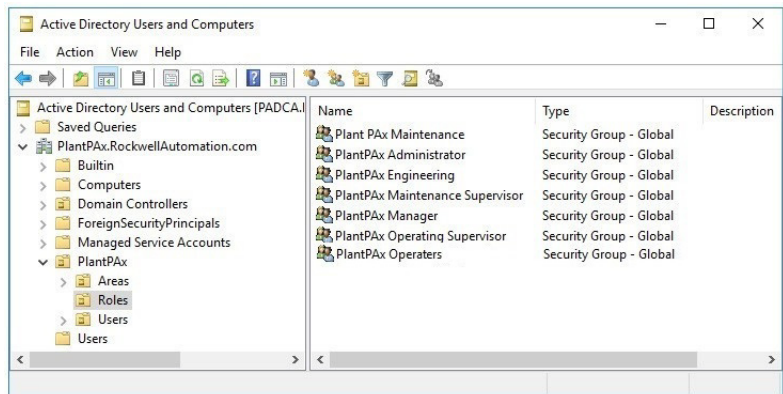 Active Directory Users and Computers
File Action View Help
Active Directory Users and Computers [PADCA.
Saved Queries
PlantPAx.RockwellAutomation.com
Builtin
Computers
Domain Controllers
ForeignSecurityPrincipals
Managed Service Accounts
PlantPAx
Areas
Roles
Users
Users
Name Type Description
Plant PAx Maintenance Security Group - Global
PlantPAx Administrator Security Group - Global
PlantPAx Engineering Security Group - Global
PlantPAx Maintenance Supervisor Security Group - Global
PlantPAx Manager Security Group - Global
PlantPAx Operating Supervisor Security Group - Global
PlantPAx Operaters Security Group - Global